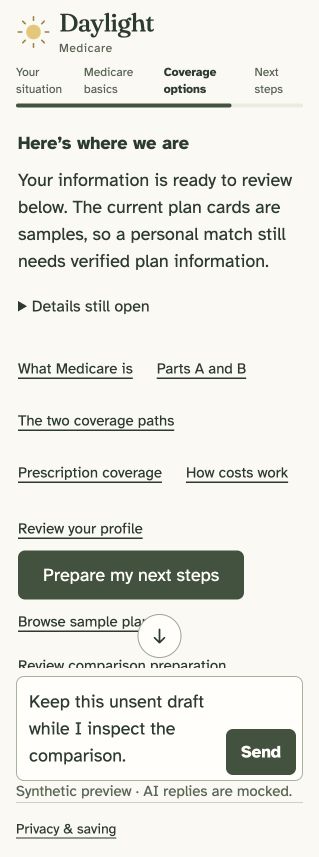 Daylight
Medicare
Your situation
Medicare basics
Coverage options
Next steps
Here's where we are
Your information is ready to review
below. The current plan cards are
samples, so a personal match still
needs verified plan information.
▶ Details still open
What Medicare is
Parts A and B
The two coverage paths
Prescription coverage
How costs work
Review your profile
Prepare my next steps
Browse sample
Review comparison preparation
Keep this unsent draft
while I inspect the
comparison.
Send
Synthetic preview · AI replies are mocked.
Privacy & saving